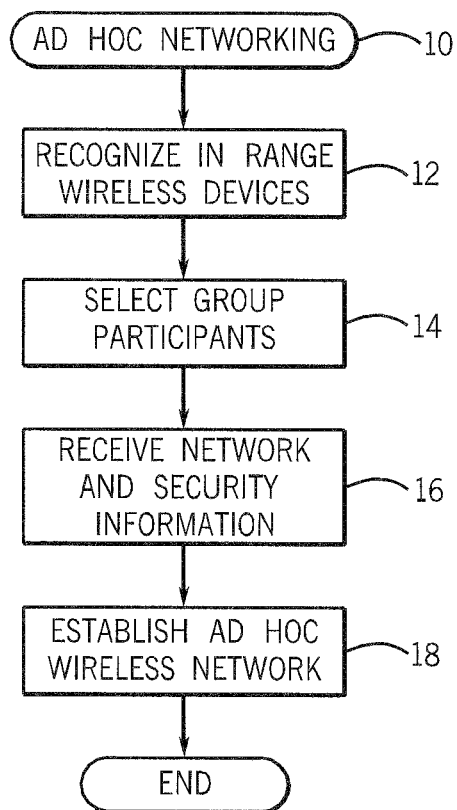 AD HOC NETWORKING
10
RECOGNIZE IN RANGE
WIRELESS DEVICES
12
SELECT GROUP
PARTICIPANTS
14
RECEIVE NETWORK
AND SECURITY
INFORMATION
16
ESTABLISH AD HOC
WIRELESS NETWORK
18
END